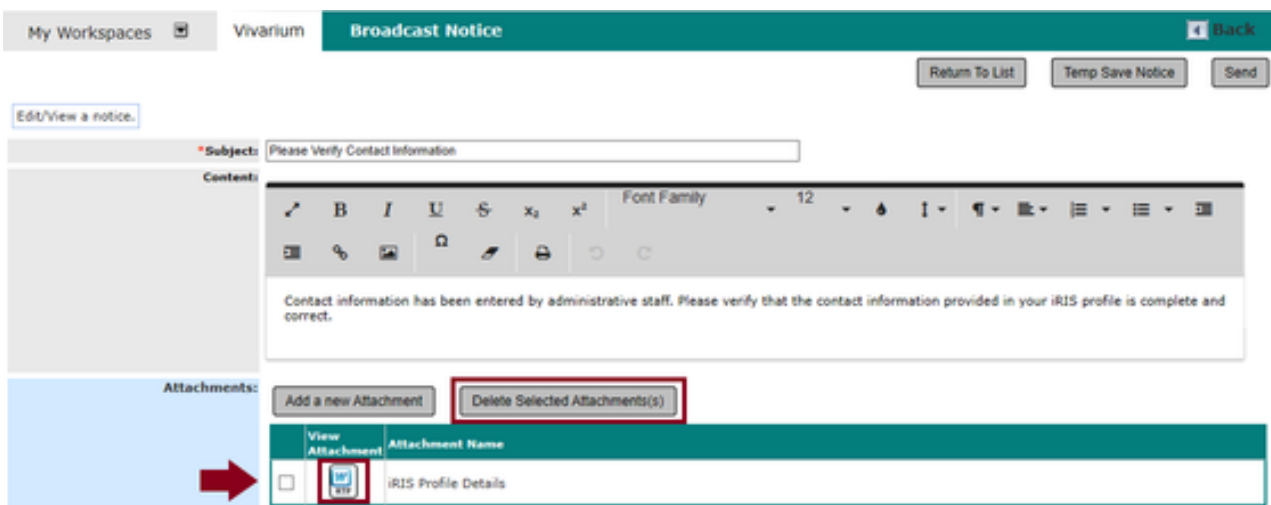 My Workspaces Vivarium Broadcast Notice Back
Return To List Temp Save Notice Send
Edit/View a notice.
*Subject: Please Verify Contact Information
Content:
B I U S x₂ x² Font Family 12
Ω
Contact information has been entered by administrative staff. Please verify that the contact information provided in your iRIS profile is complete and
correct.
Attachments: Add a new Attachment Delete Selected Attachments(s)
View
Attachment Attachment Name
W
RTF
iRIS Profile Details